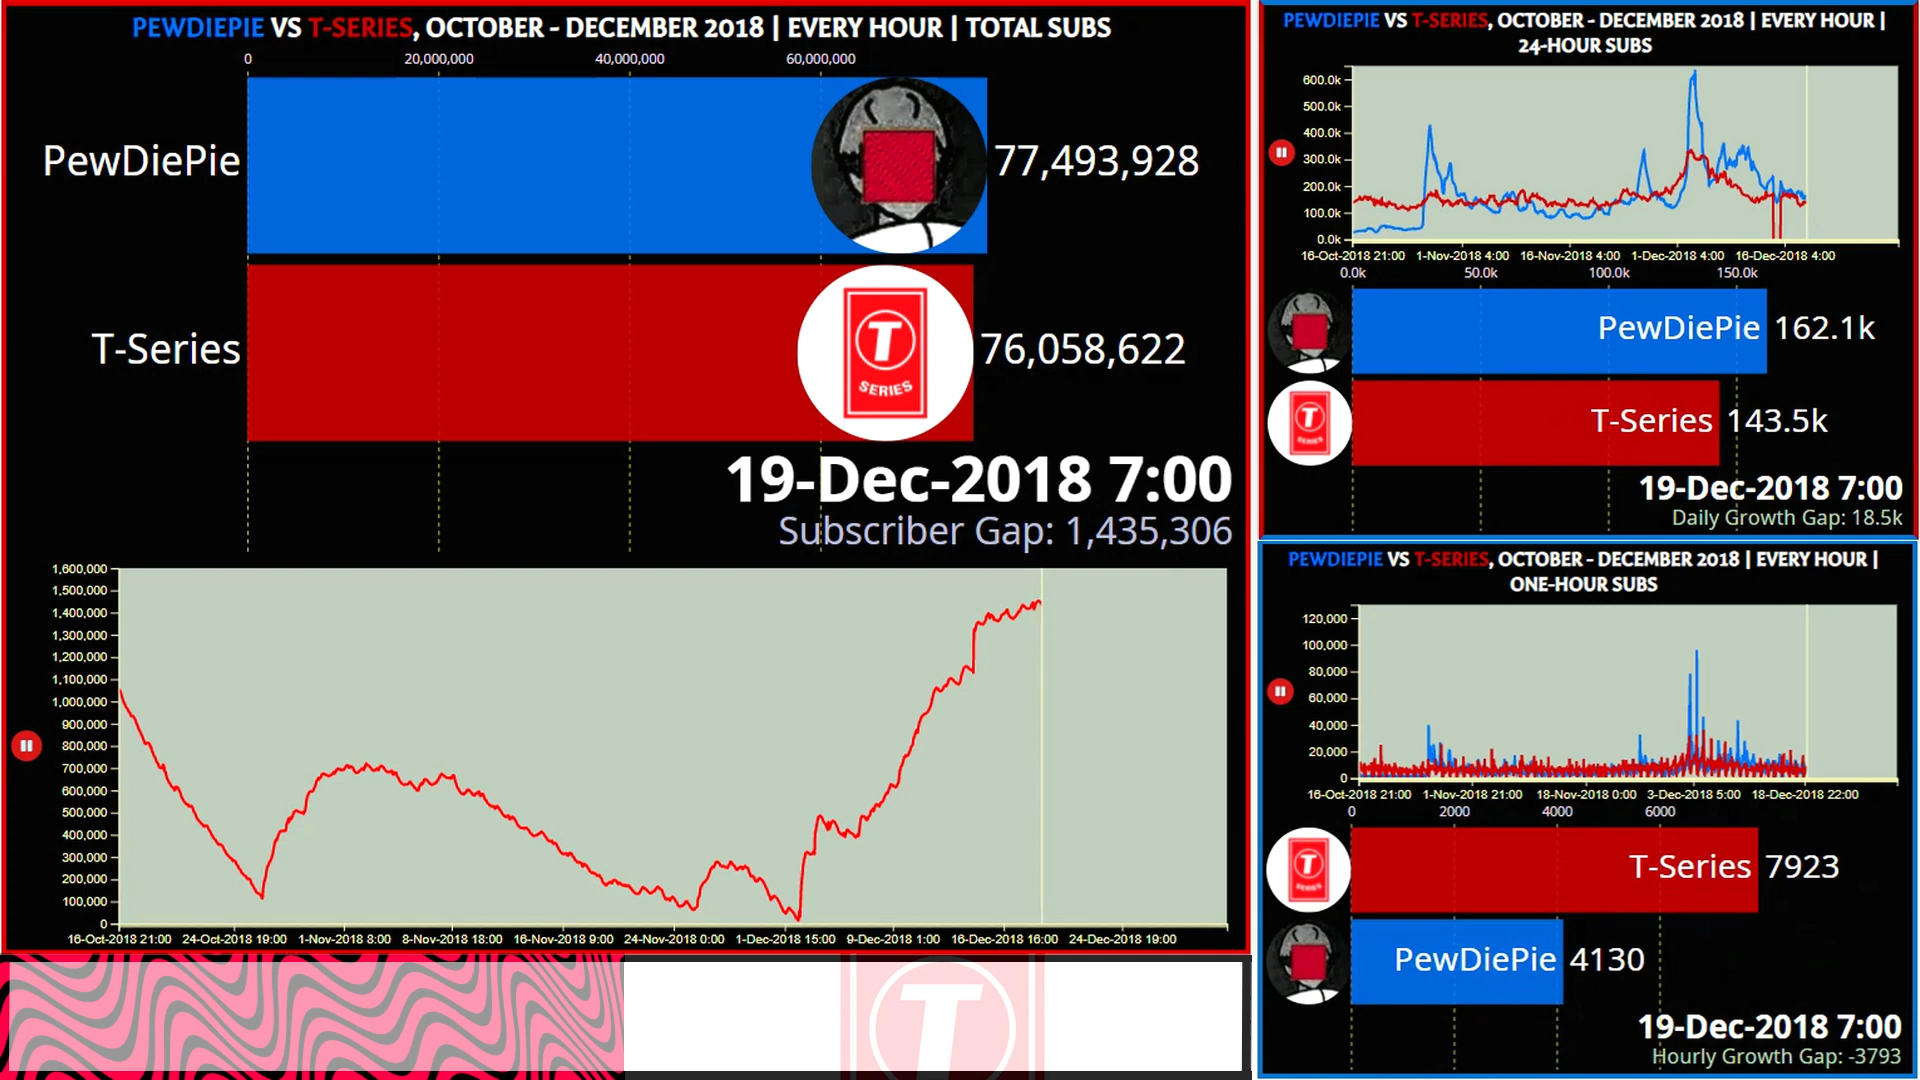 PEWDIEPIE VS T-SERIES, OCTOBER - DECEMBER 2018 | EVERY HOUR | TOTAL SUBS
0 20,000,000 40,000,000 60,000,000
PewDiePie 77,493,928
T-Series 76,058,622
T
SERIES
19-Dec-2018 7:00
Subscriber Gap: 1,435,306
1,600,000
1,500,000
1,400,000
1,300,000
1,200,000
1,100,000
1,000,000
900,000
800,000
700,000
600,000
500,000
400,000
300,000
200,000
100,000
0
16-Oct-2018 21:00 24-Oct-2018 19:00 1-Nov-2018 8:00 8-Nov-2018 18:00 16-Nov-2018 9:00 24-Nov-2018 0:00 1-Dec-2018 15:00 9-Dec-2018 1:00 16-Dec-2018 16:00 24-Dec-2018 19:00
T
PEWDIEPIE VS T-SERIES, OCTOBER - DECEMBER 2018 | EVERY HOUR |
24-HOUR SUBS
600.0k
500.0k
400.0k
300.0k
200.0k
100.0k
0.0k
16-Oct-2018 21:00 1-Nov-2018 4:00 16-Nov-2018 4:00 1-Dec-2018 4:00 16-Dec-2018 4:00
0.0k 50.0k 100.0k 150.0k
PewDiePie 162.1k
T-Series 143.5k
T
SERIES
19-Dec-2018 7:00
Daily Growth Gap: 18.5k
PEWDIEPIE VS T-SERIES, OCTOBER - DECEMBER 2018 | EVERY HOUR |
ONE-HOUR SUBS
120,000
100,000
80,000
60,000
40,000
20,000
0
16-Oct-2018 21:00 1-Nov-2018 21:00 18-Nov-2018 0:00 3-Dec-2018 5:00 18-Dec-2018 22:00
0 2000 4000 6000
T-Series 7923
T
SERIES
PewDiePie 4130
19-Dec-2018 7:00
Hourly Growth Gap: -3793